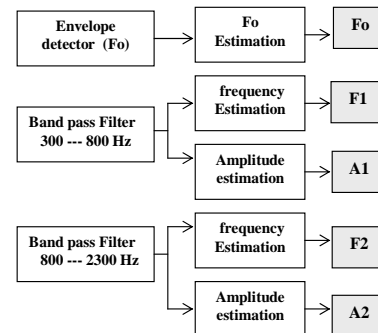 Envelope
detector (Fo)
Fo
Estimation
Fo
Band pass Filter
300 --- 800 Hz
frequency
Estimation
F1
Amplitude
estimation
A1
Band pass Filter
800 --- 2300 Hz
frequency
Estimation
F2
Amplitude
estimation
A2